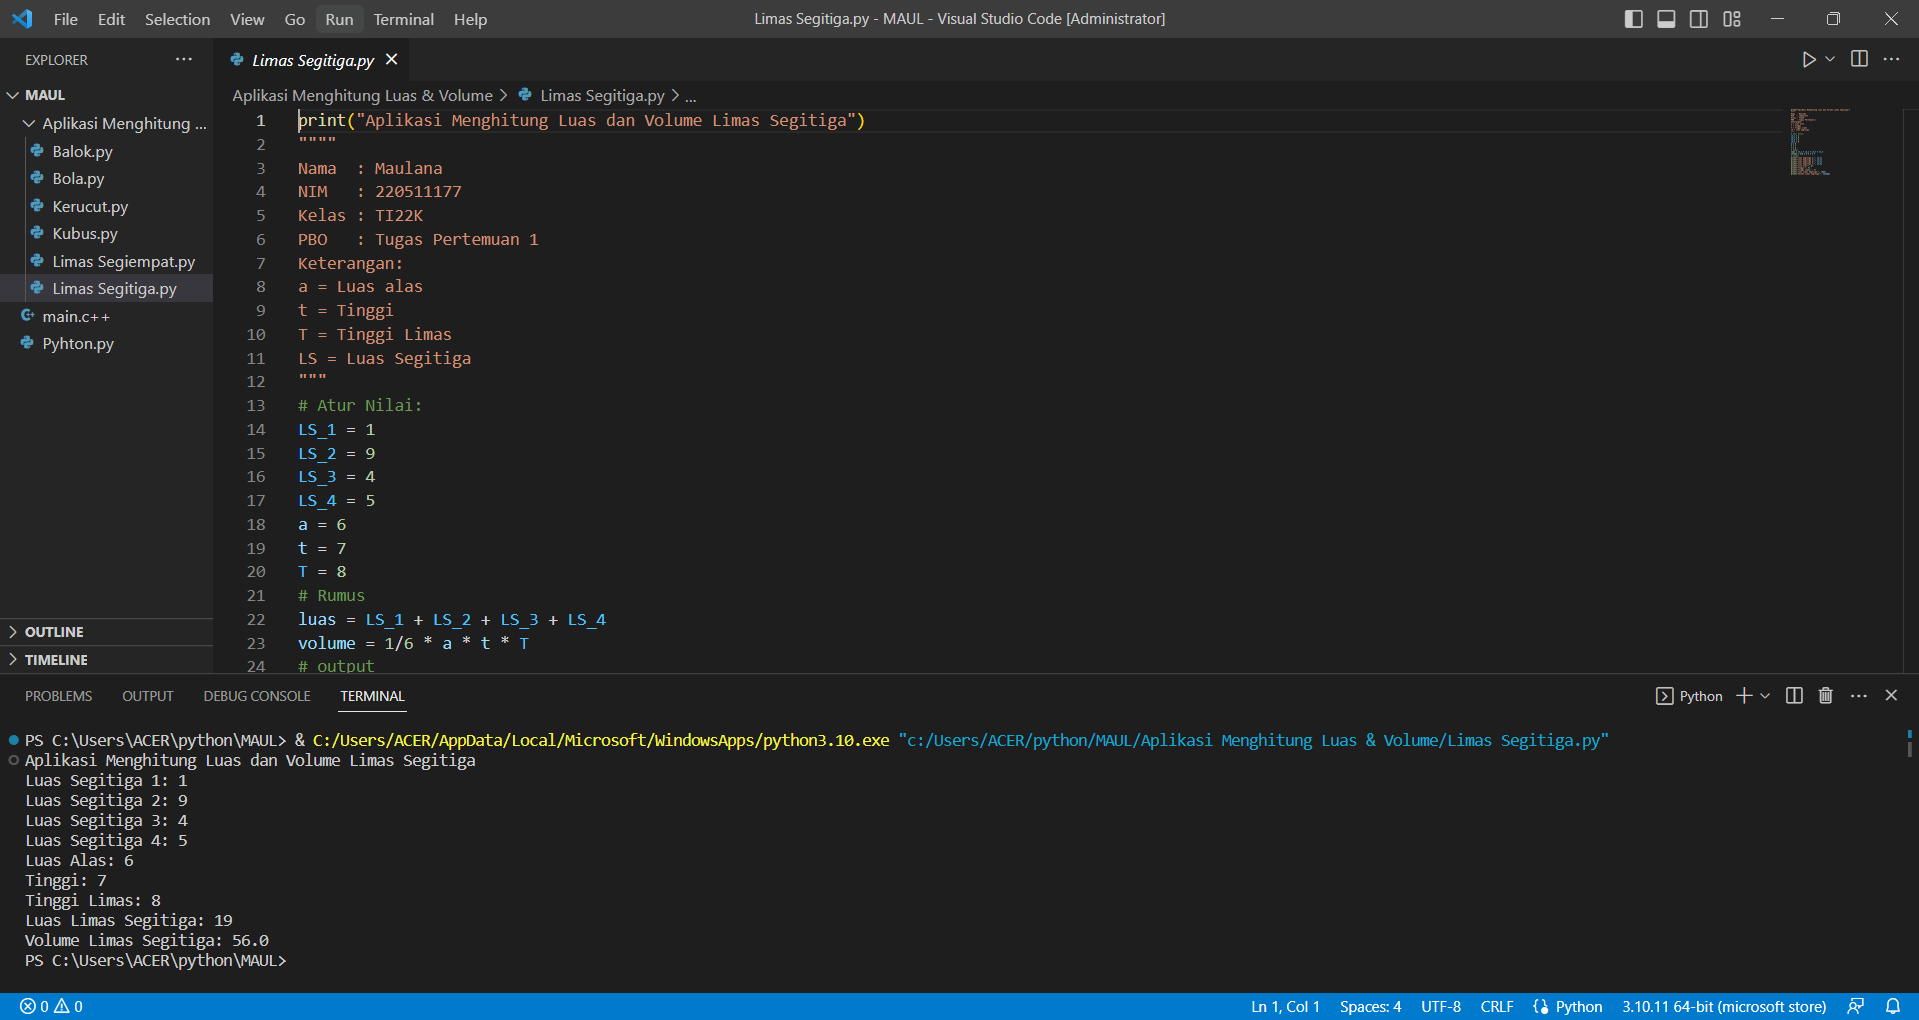 File Edit Selection View Go Run Terminal Help
Limas Segitiga.py - MAUL - Visual Studio Code [Administrator]
EXPLORER ...
MAUL
Aplikasi Menghitung ...
Balok.py
Bola.py
Kerucut.py
Kubus.py
Limas Segiempat.py
Limas Segitiga.py
main.c++
Pyhton.py
OUTLINE
TIMELINE
Limas Segitiga.py
Aplikasi Menghitung Luas & Volume > Limas Segitiga.py > ...
1 print("Aplikasi Menghitung Luas dan Volume Limas Segitiga")
2 """"
3 Nama  : Maulana
4 NIM   : 220511177
5 Kelas : TI22K
6 PBO   : Tugas Pertemuan 1
7 Keterangan:
8 a = Luas alas
9 t = Tinggi
10 T = Tinggi Limas
11 LS = Luas Segitiga
12 """
13 # Atur Nilai:
14 LS_1 = 1
15 LS_2 = 9
16 LS_3 = 4
17 LS_4 = 5
18 a = 6
19 t = 7
20 T = 8
21 # Rumus
22 luas = LS_1 + LS_2 + LS_3 + LS_4
23 volume = 1/6 * a * t * T
24 # output
PROBLEMS OUTPUT DEBUG CONSOLE TERMINAL
Python
PS C:\Users\ACER\python\MAUL> & C:/Users/ACER/AppData/Local/Microsoft/WindowsApps/python3.10.exe "c:/Users/ACER/python/MAUL/Aplikasi Menghitung Luas & Volume/Limas Segitiga.py"
Aplikasi Menghitung Luas dan Volume Limas Segitiga
Luas Segitiga 1: 1
Luas Segitiga 2: 9
Luas Segitiga 3: 4
Luas Segitiga 4: 5
Luas Alas: 6
Tinggi: 7
Tinggi Limas: 8
Luas Limas Segitiga: 19
Volume Limas Segitiga: 56.0
PS C:\Users\ACER\python\MAUL>
0 0
Ln 1, Col 1 Spaces: 4 UTF-8 CRLF Python 3.10.11 64-bit (microsoft store)